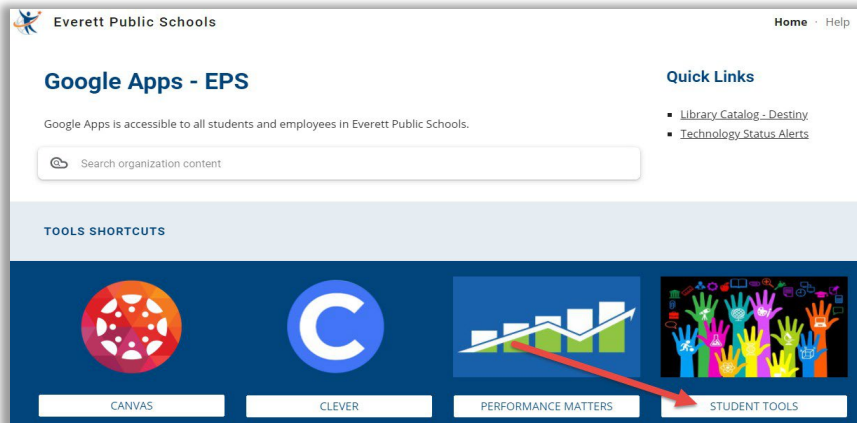 Everett Public Schools
Home · Help
Google Apps - EPS
Google Apps is accessible to all students and employees in Everett Public Schools.
Search organization content
Quick Links
▪ Library Catalog - Destiny
▪ Technology Status Alerts
TOOLS SHORTCUTS
C
CANVAS
CLEVER
PERFORMANCE MATTERS
STUDENT TOOLS